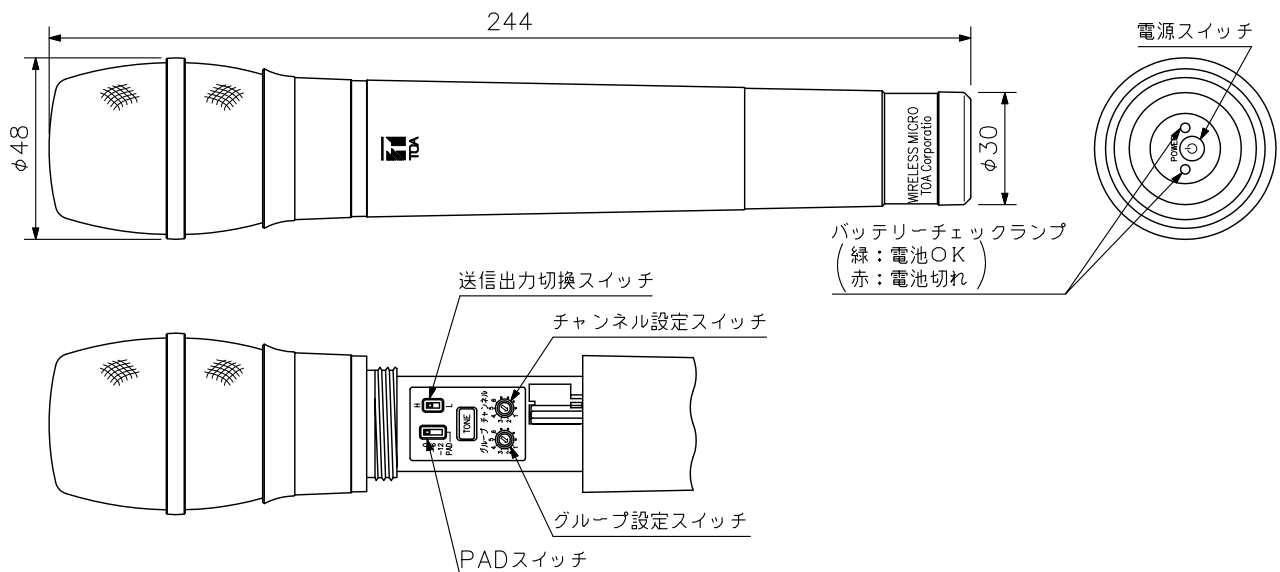 244
電源スイッチ
φ48
TOA
WIRELESS MICRO
TOA Corporatio
φ30
POWER
バッテリーチェックランプ
緑：電池OK
赤：電池切れ
送信出力切換スイッチ
チャンネル設定スイッチ
H
L
TONE
チャンネル
グループ
0
-6
-12
PAD
グループ設定スイッチ
PADスイッチ